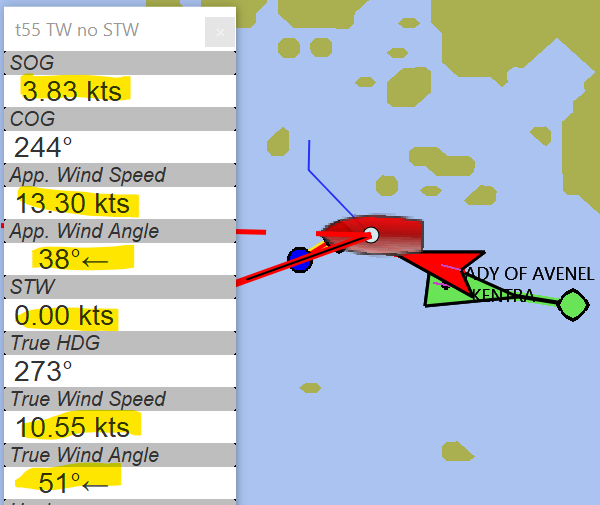 t55 TW no STW ×
SOG
3.83 kts
COG
244°
App. Wind Speed
13.30 kts
App. Wind Angle
38°←
STW
0.00 kts
True HDG
273°
True Wind Speed
10.55 kts
True Wind Angle
51°←
ADY OF AVENEL
KENTRA